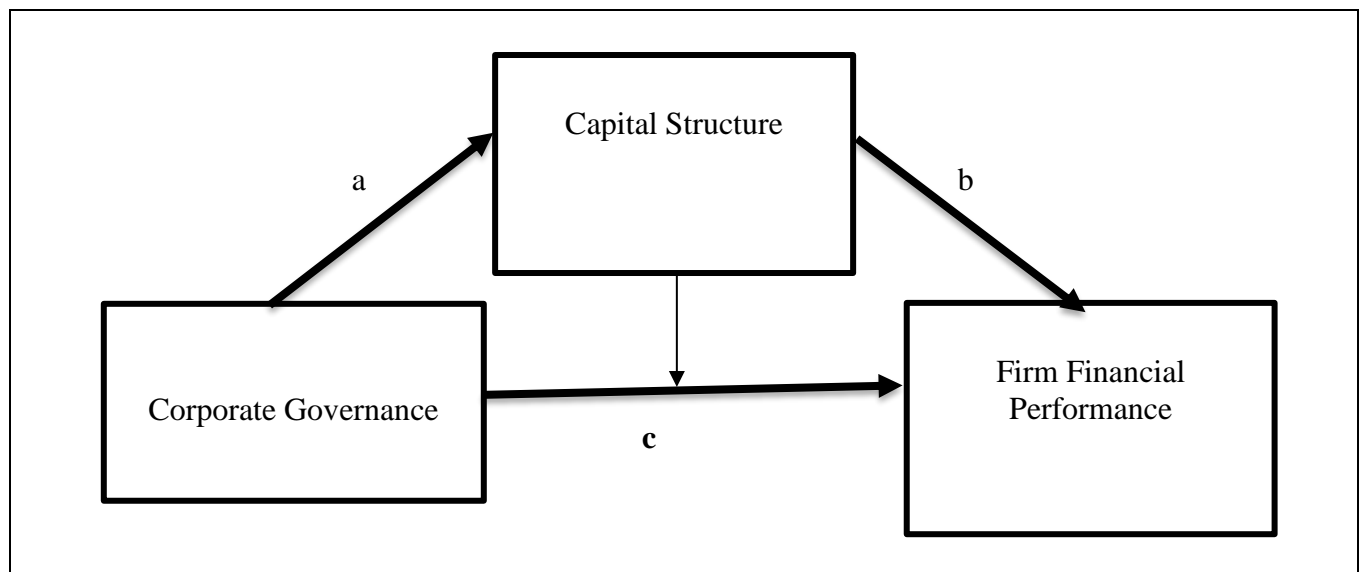 Capital Structure
a
b
Corporate Governance
Firm Financial
Performance
c